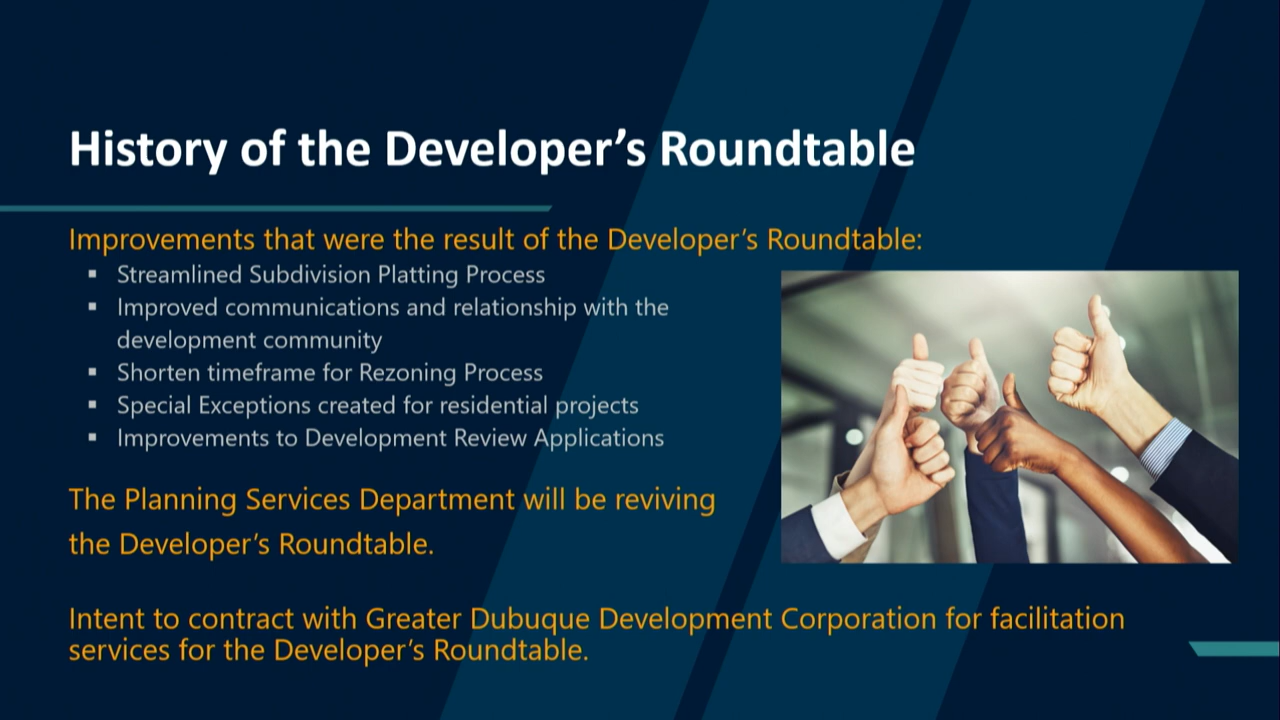 History of the Developer’s Roundtable
Improvements that were the result of the Developer’s Roundtable:
▪ Streamlined Subdivision Platting Process
▪ Improved communications and relationship with the
development community
▪ Shorten timeframe for Rezoning Process
▪ Special Exceptions created for residential projects
▪ Improvements to Development Review Applications
The Planning Services Department will be reviving
the Developer’s Roundtable.
Intent to contract with Greater Dubuque Development Corporation for facilitation
services for the Developer’s Roundtable.